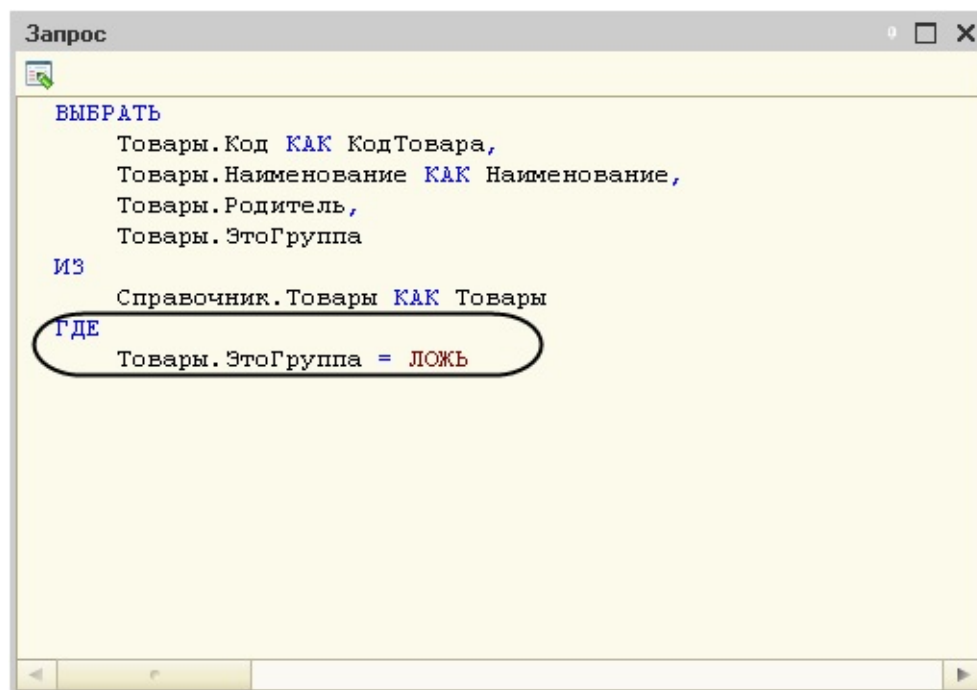 Запрос
ВЫБРАТЬ
Товары.Код КАК КодТовара,
Товары.Наименование КАК Наименование,
Товары.Родитель,
Товары.ЭтоГруппа
ИЗ
Справочник.Товары КАК Товары
ГДЕ
Товары.ЭтоГруппа = ЛОЖЬ